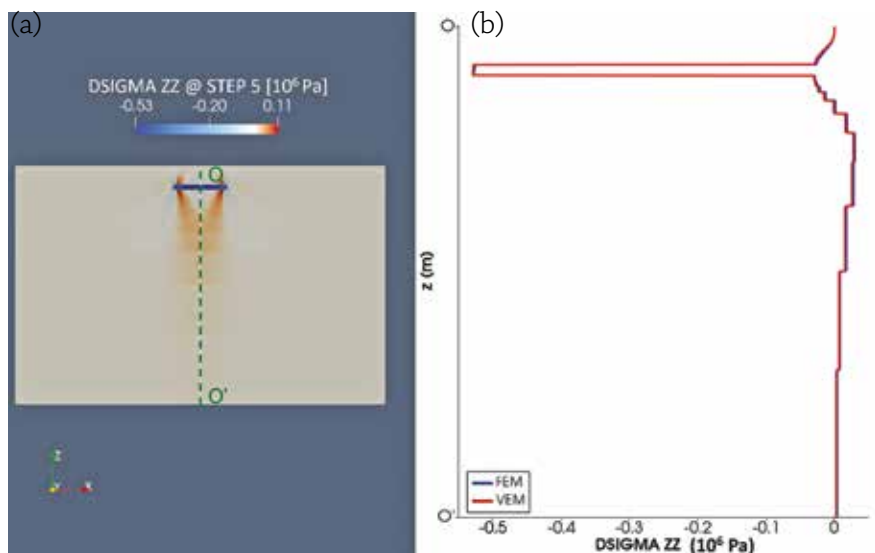 (a)
DSIGMA ZZ @ STEP 5 [10⁶ Pa]
-0.53 -0.20 0.11
O
O'
Z
Y X
(b)
O
z (m)
O'
FEM
VEM
-0.5 -0.4 -0.3 -0.2 -0.1 0
DSIGMA ZZ (10⁶ Pa)